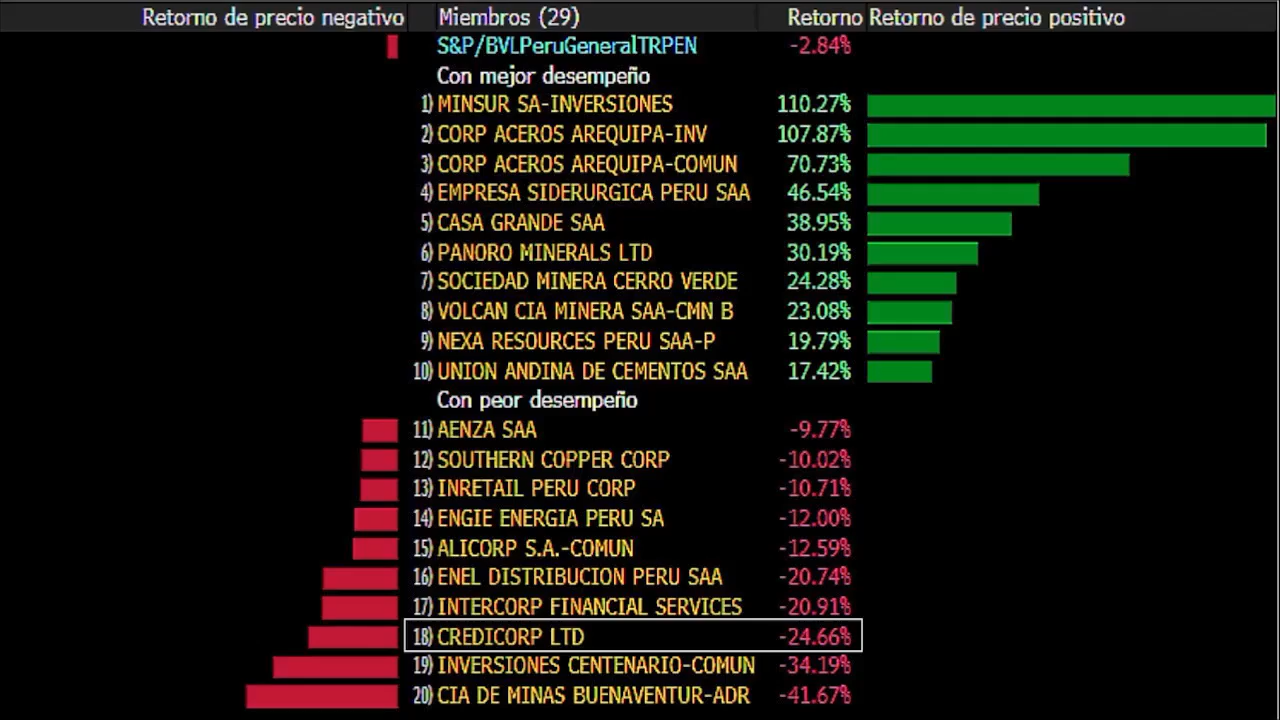 Retorno de precio negativo Miembros (29) Retorno Retorno de precio positivo
S&P/BVLPeruGeneralTRPEN -2.84%
Con mejor desempeño
1) MINSUR SA-INVERSIONES 110.27%
2) CORP ACEROS AREQUIPA-INV 107.87%
3) CORP ACEROS AREQUIPA-COMUN 70.73%
4) EMPRESA SIDERURGICA PERU SAA 46.54%
5) CASA GRANDE SAA 38.95%
6) PANORO MINERALS LTD 30.19%
7) SOCIEDAD MINERA CERRO VERDE 24.28%
8) VOLCAN CIA MINERA SAA-CMN B 23.08%
9) NEXA RESOURCES PERU SAA-P 19.79%
10) UNION ANDINA DE CEMENTOS SAA 17.42%
Con peor desempeño
11) AENZA SAA -9.77%
12) SOUTHERN COPPER CORP -10.02%
13) INRETAIL PERU CORP -10.71%
14) ENGIE ENERGIA PERU SA -12.00%
15) ALICORP S.A.-COMUN -12.59%
16) ENEL DISTRIBUCION PERU SAA -20.74%
17) INTERCORP FINANCIAL SERVICES -20.91%
18) CREDICORP LTD -24.66%
19) INVERSIONES CENTENARIO-COMUN -34.19%
20) CIA DE MINAS BUENAVENTUR-ADR -41.67%